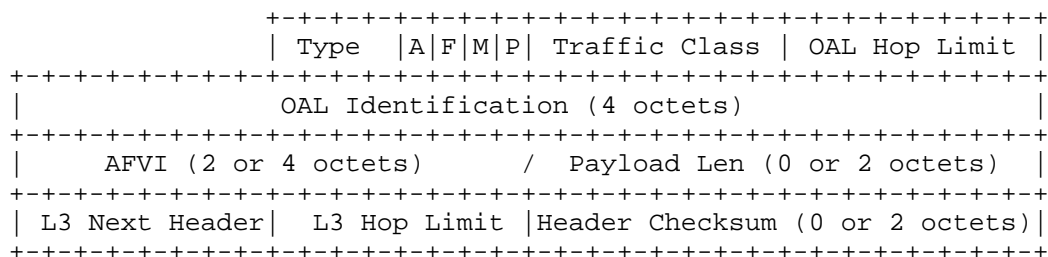 +-+-+-+-+-+-+-+-+-+-+-+-+-+-+-+-+-+-+-+-+-+-+-+-+
                | Type  |A|F|M|P| Traffic Class | OAL Hop Limit |
+-+-+-+-+-+-+-+-+-+-+-+-+-+-+-+-+-+-+-+-+-+-+-+-+-+-+-+-+-+-+-+-+
|                OAL Identification (4 octets)                  |
+-+-+-+-+-+-+-+-+-+-+-+-+-+-+-+-+-+-+-+-+-+-+-+-+-+-+-+-+-+-+-+-+
|     AFVI (2 or 4 octets)      /  Payload Len (0 or 2 octets)  |
+-+-+-+-+-+-+-+-+-+-+-+-+-+-+-+-+-+-+-+-+-+-+-+-+-+-+-+-+-+-+-+-+
| L3 Next Header|  L3 Hop Limit |Header Checksum (0 or 2 octets)|
+-+-+-+-+-+-+-+-+-+-+-+-+-+-+-+-+-+-+-+-+-+-+-+-+-+-+-+-+-+-+-+-+